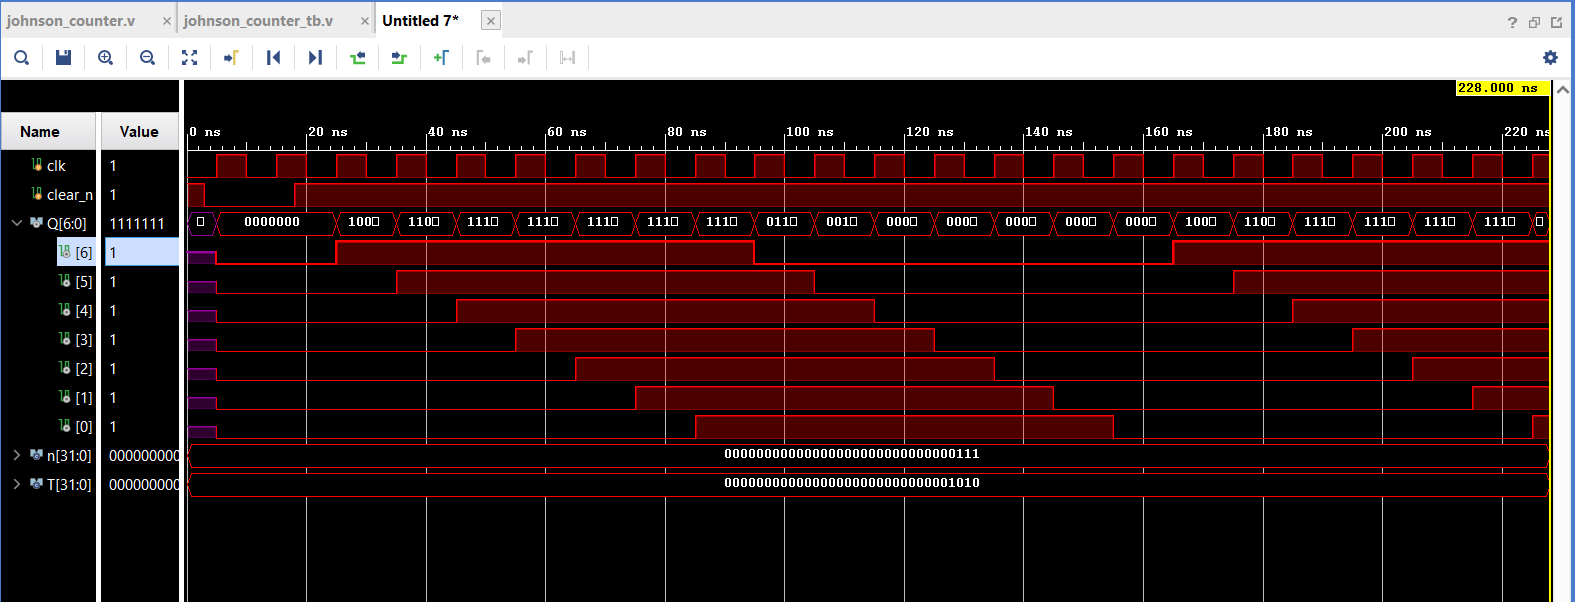 johnson_counter.v × johnson_counter_tb.v × Untitled 7* ×
228.000 ns
Name Value
0 ns 20 ns 40 ns 60 ns 80 ns 100 ns 120 ns 140 ns 160 ns 180 ns 200 ns 220 ns
clk 1
clear_n 1
Q[6:0] 1111111 0000000 100 110 111 111 111 111 111 011 001 000 000 000 000 000 100 110 111 111 111 111
[6] 1
[5] 1
[4] 1
[3] 1
[2] 1
[1] 1
[0] 1
n[31:0] 000000000 00000000000000000000000000000111
T[31:0] 000000000 00000000000000000000000000001010